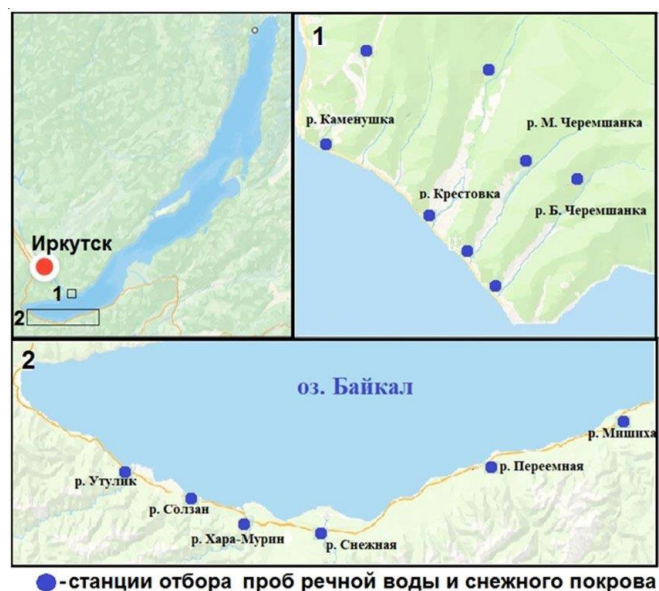 Иркутск
1
2
1
р. Каменушка
р. М. Черемшанка
р. Крестовка
р. Б. Черемшанка
2
оз. Байкал
р. Мишиха
р. Переемная
р. Утулик
р. Солзан
р. Хара-Мурин
р. Снежная
-станции отбора проб речной воды и снежного покрова